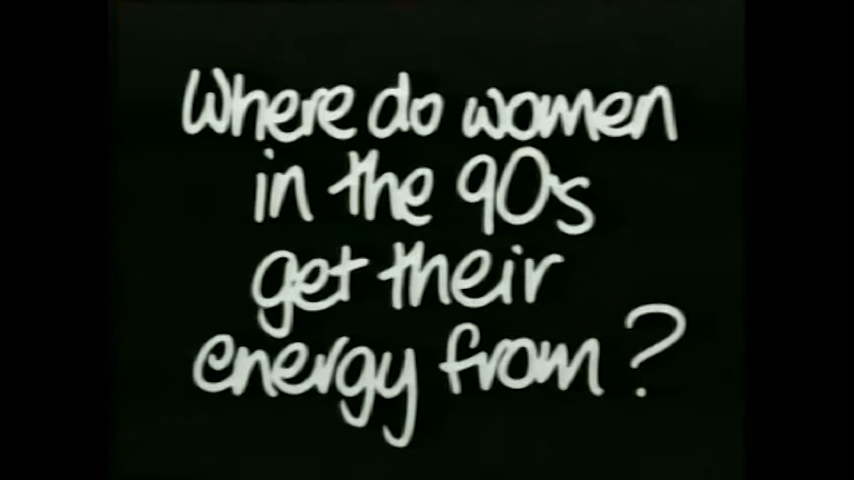 Where do women
in the 90's
get their
energy from?